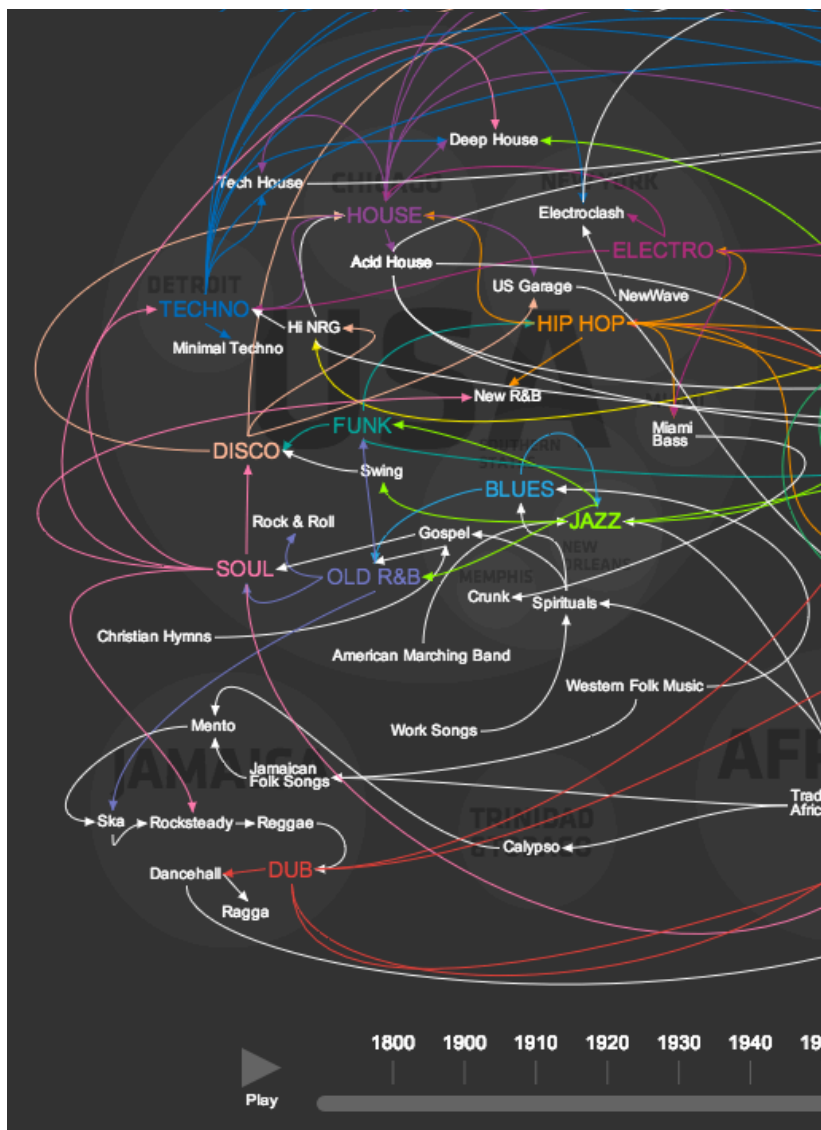 Deep House
Tech House
CHICAGO
NEW YORK
HOUSE
Electroclash
ELECTRO
Acid House
DETROIT
US Garage
NewWave
TECHNO
Hi NRG
HIP HOP
Minimal Techno
USA
New R&B
FUNK
Miami
Bass
SOUTHERN
STATES
DISCO
Swing
BLUES
Rock & Roll
JAZZ
Gospel
NEW
ORLEANS
SOUL
OLD R&B
MEMPHIS
Crunk
Spirituals
Christian Hymns
American Marching Band
Western Folk Music
Mento
Work Songs
JAMAICA
AFR
Jamaican
Folk Songs
Trad
Afric
TRINIDAD
Ska
Rocksteady
Reggae
Calypso
Dancehall
DUB
Ragga
1800
1900
1910
1920
1930
1940
Play